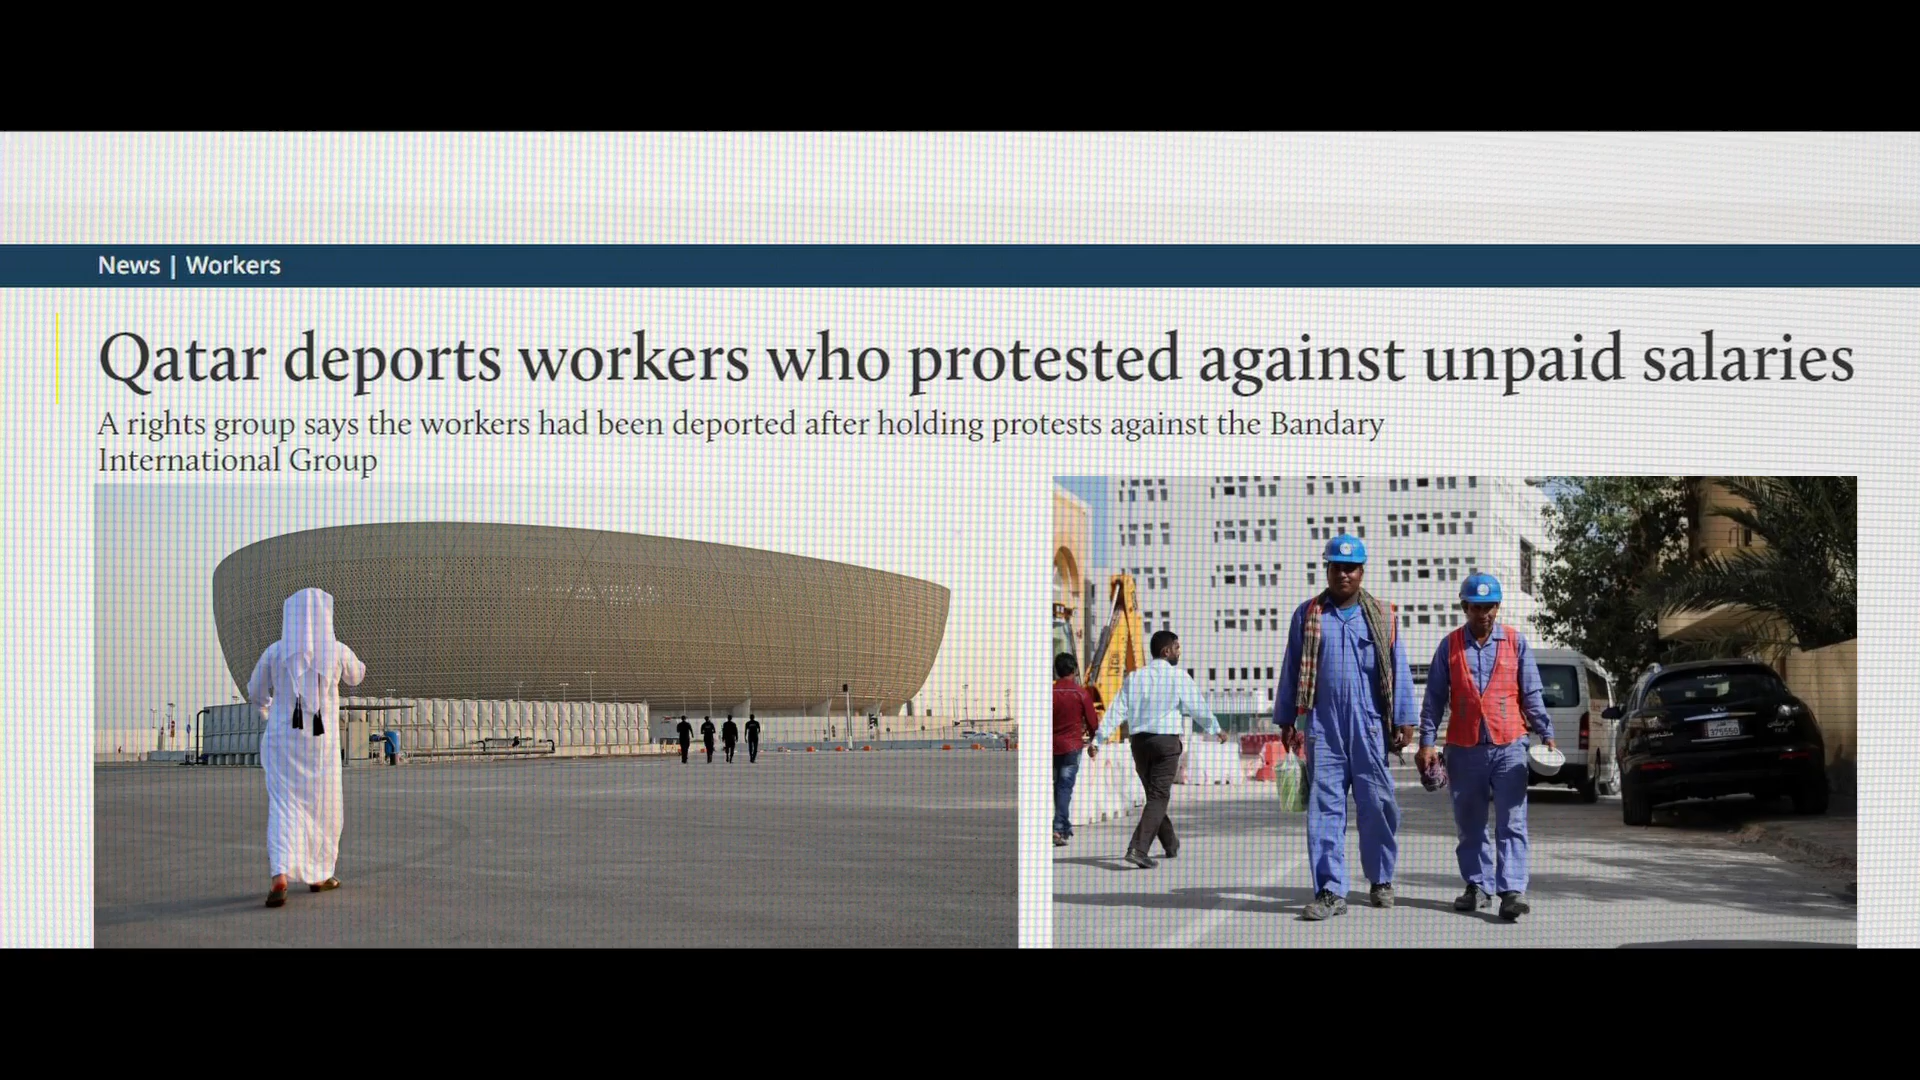 News | Workers
Qatar deports workers who protested against unpaid salaries
A rights group says the workers had been deported after holding protests against the Bandary
International Group
JCB